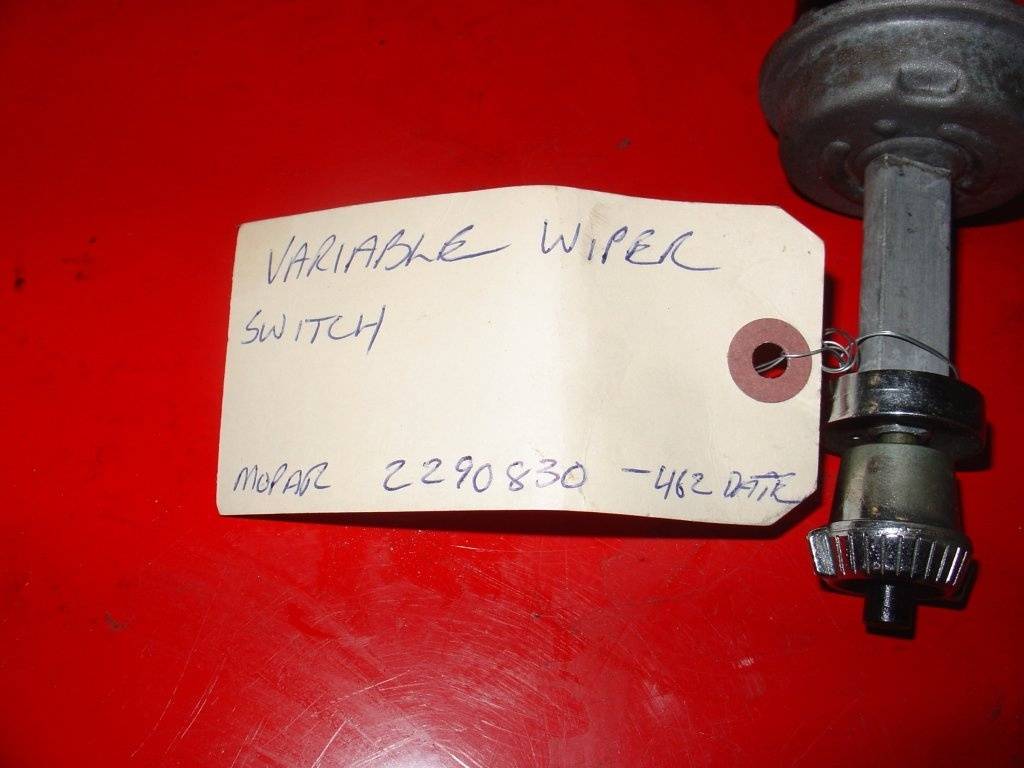 VARIABLE WIPER
SWITCH
MOPAR 2290830 -462 DATE